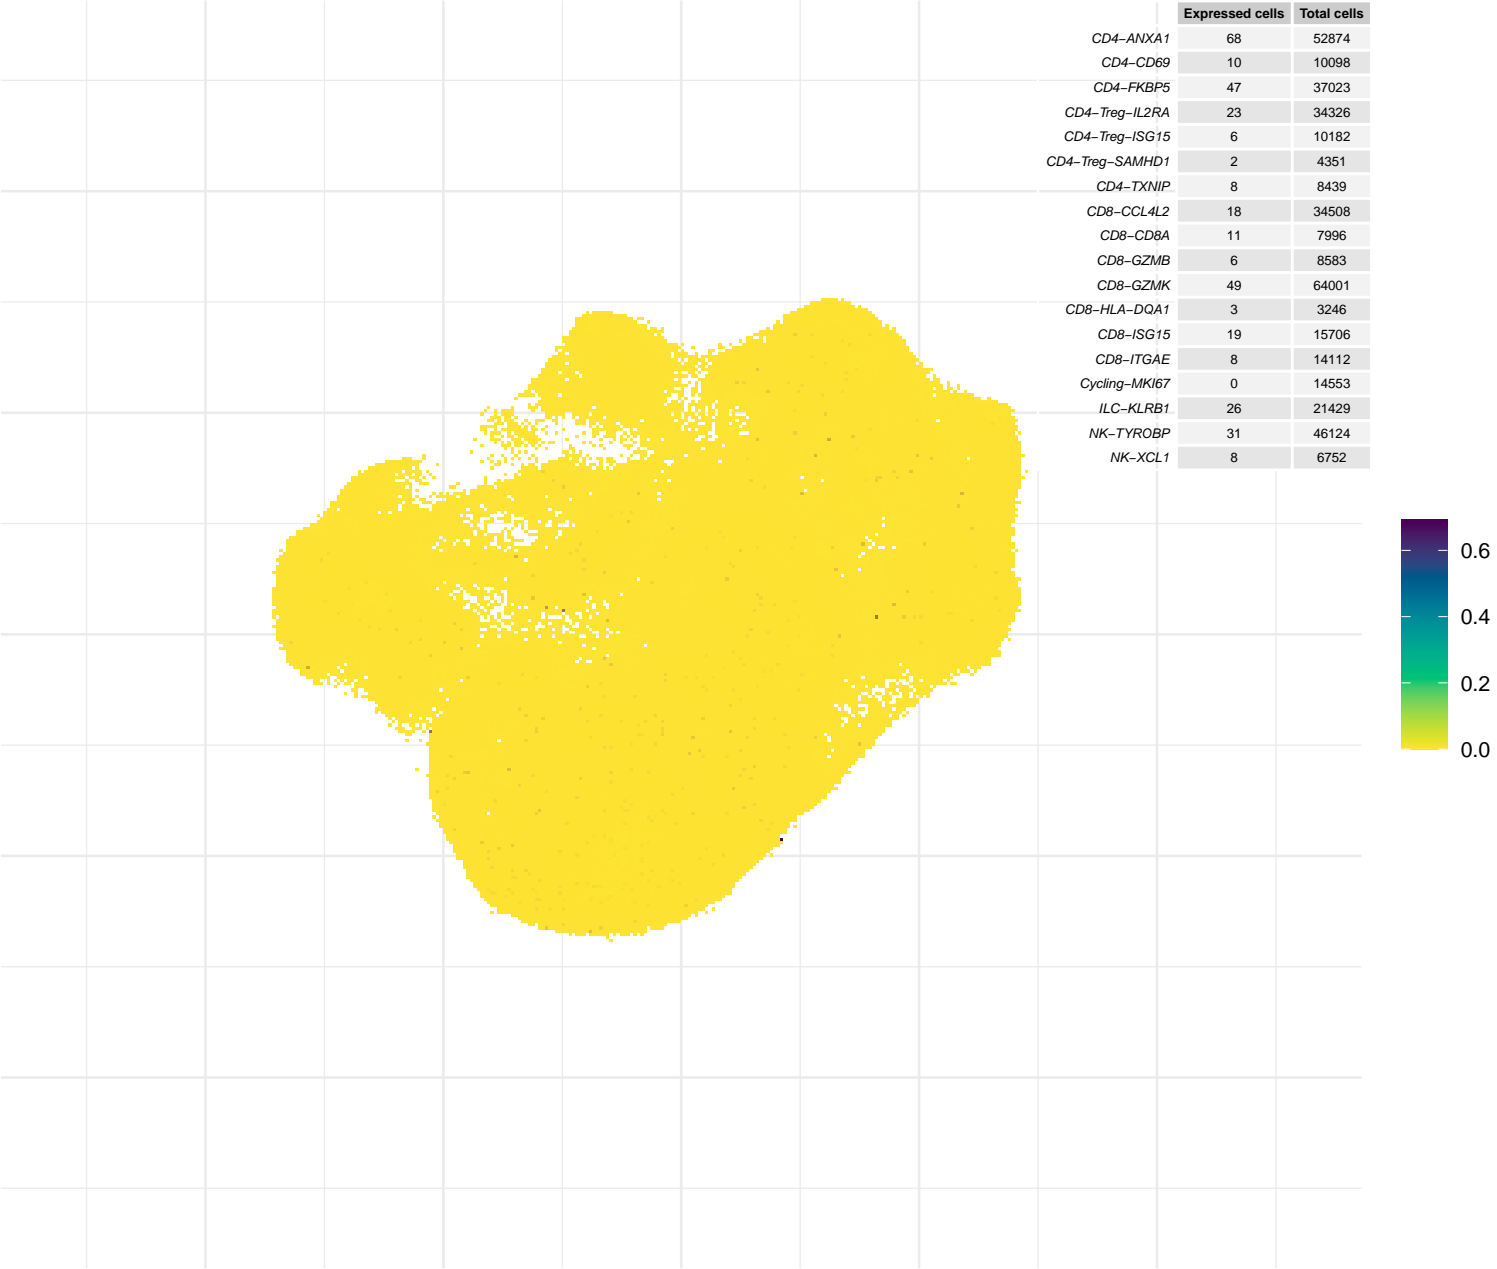 Expressed cells Total cells
CD4−ANXA1 68 52874
CD4−CD69 10 10098
CD4−FKBP5 47 37023
CD4−Treg−IL2RA 23 34326
CD4−Treg−ISG15 6 10182
CD4−Treg−SAMHD1 2 4351
CD4−TXNIP 8 8439
CD8−CCL4L2 18 34508
CD8−CD8A 11 7996
CD8−GZMB 6 8583
CD8−GZMK 49 64001
CD8−HLA−DQA1 3 3246
CD8−ISG15 19 15706
CD8−ITGAE 8 14112
Cycling−MKI67 0 14553
ILC−KLRB1 26 21429
NK−TYROBP 31 46124
NK−XCL1 8 6752
0.6
0.4
0.2
0.0